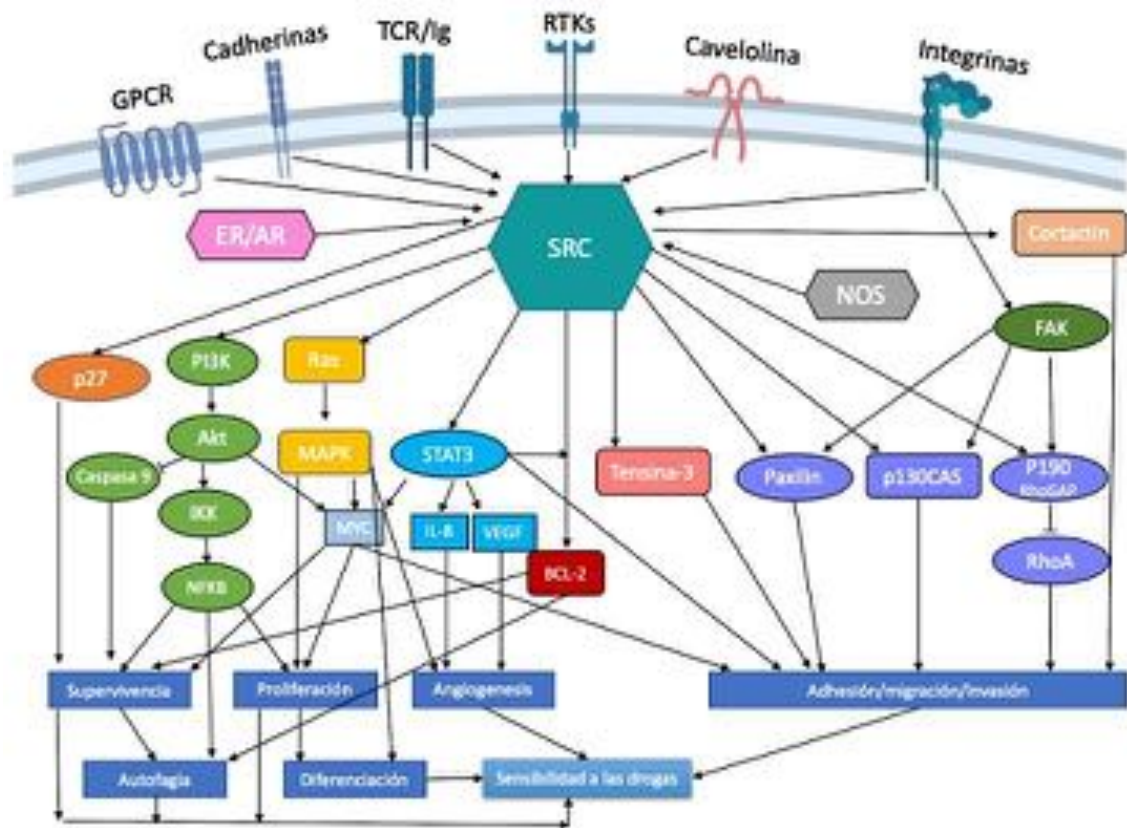 GPCR
Cadherinas
TCR/Ig
RTKs
Cavelolina
Integrinas
ER/AR
SRC
Cortactin
NOS
FAK
p27
PI3K
Ras
Akt
MAPK
STAT3
Caspasa 9
Tensina-3
Paxilin
p130CAS
P190
RhoGAP
IKK
MYC
IL-8
VEGF
RhoA
BCL-2
NFKB
Supervivencia
Proliferación
Angiogenesis
Adhesión/migración/invasión
Autofagia
Diferenciación
Sensibilidad a las drogas